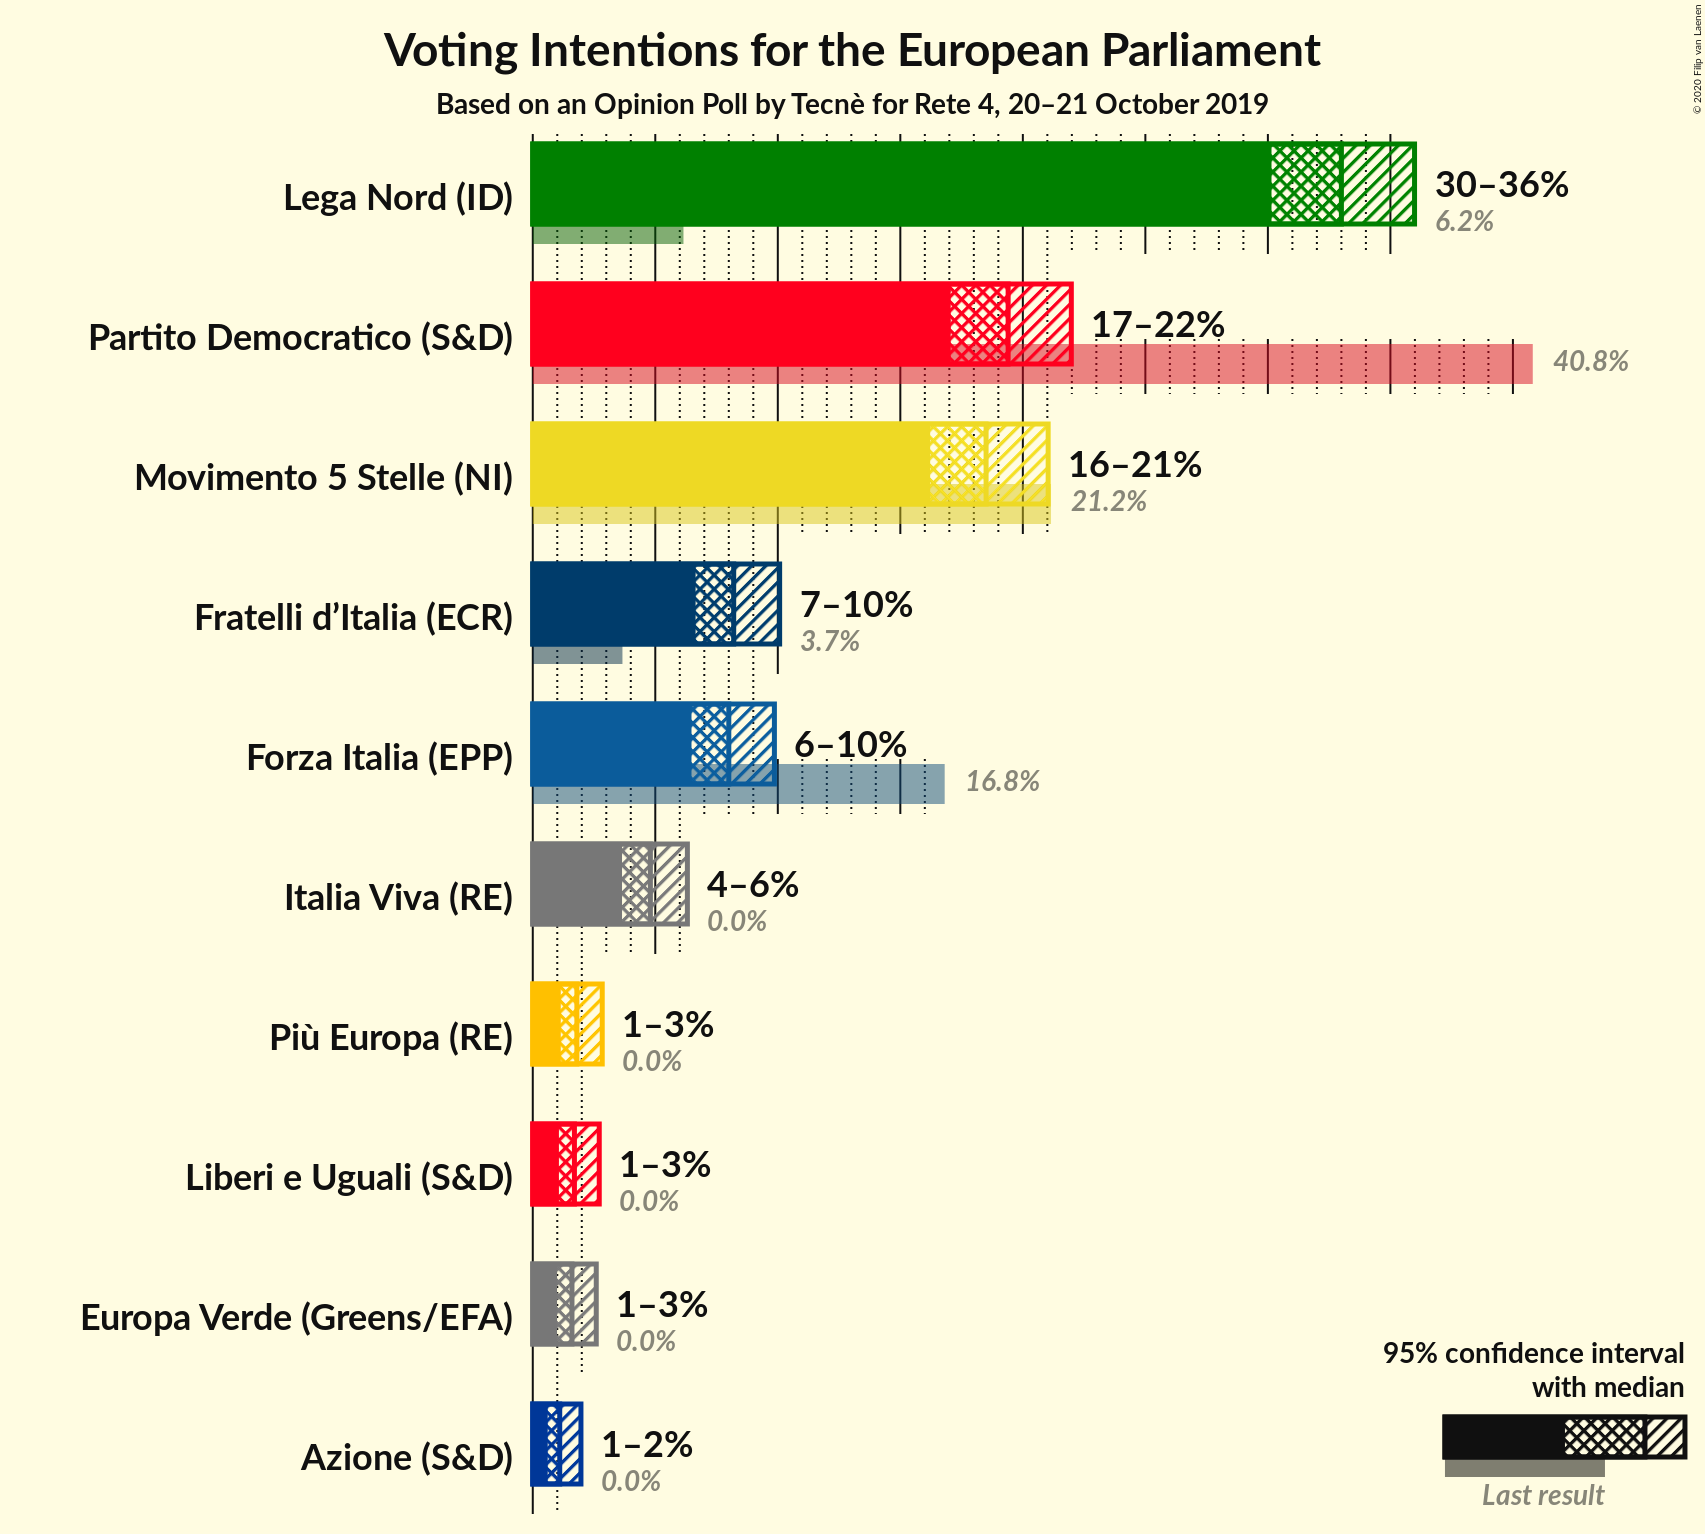 Voting Intentions for the European Parliament
Based on an Opinion Poll by Tecnè for Rete 4, 20–21 October 2019
© 2020 Filip van Laenen
Lega Nord (ID)
30–36%
6.2%
Partito Democratico (S&D)
17–22%
40.8%
Movimento 5 Stelle (NI)
16–21%
21.2%
Fratelli d’Italia (ECR)
7–10%
3.7%
Forza Italia (EPP)
6–10%
16.8%
Italia Viva (RE)
4–6%
0.0%
Più Europa (RE)
1–3%
0.0%
Liberi e Uguali (S&D)
1–3%
0.0%
Europa Verde (Greens/EFA)
1–3%
0.0%
Azione (S&D)
1–2%
0.0%
95% confidence interval
with median
Last result